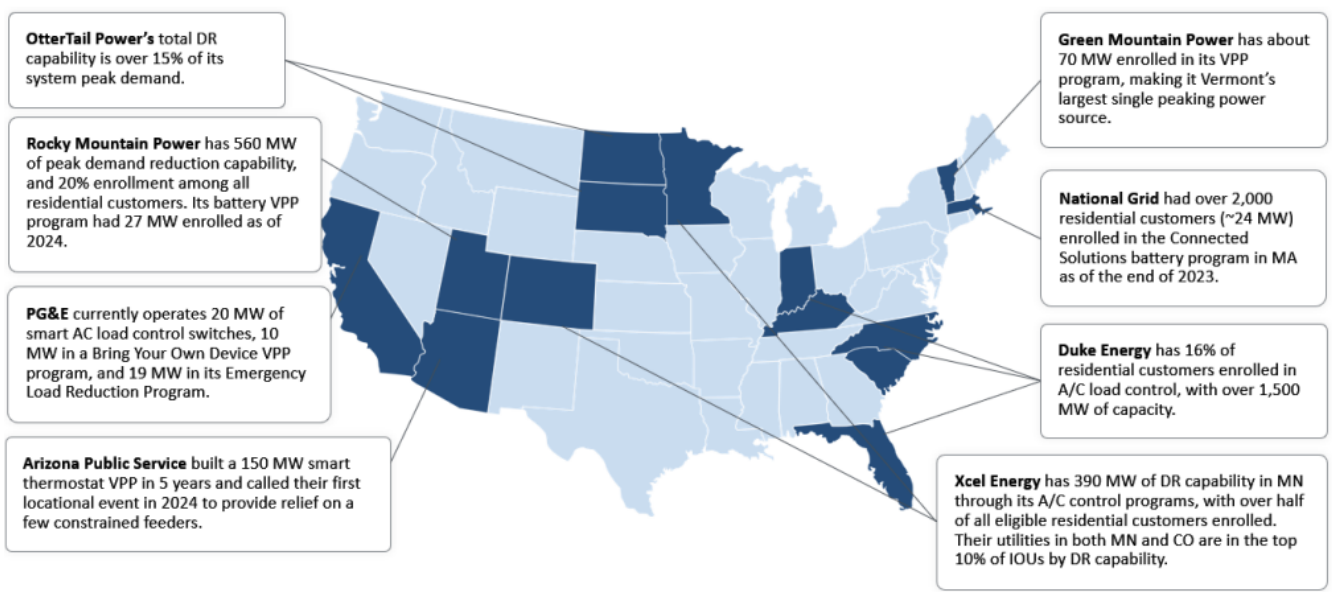 OtterTail Power's total DR
capability is over 15% of its
system peak demand.
Rocky Mountain Power has 560 MW
of peak demand reduction capability,
and 20% enrollment among all
residential customers. Its battery VPP
program had 27 MW enrolled as of
2024.
PG&E currently operates 20 MW of
smart AC load control switches, 10
MW in a Bring Your Own Device VPP
program, and 19 MW in its Emergency
Load Reduction Program.
Arizona Public Service built a 150 MW smart
thermostat VPP in 5 years and called their first
locational event in 2024 to provide relief on a
few constrained feeders.
Green Mountain Power has about
70 MW enrolled in its VPP
program, making it Vermont's
largest single peaking power
source.
National Grid had over 2,000
residential customers (~24 MW)
enrolled in the Connected
Solutions battery program in MA
as of the end of 2023.
Duke Energy has 16% of
residential customers enrolled in
A/C load control, with over 1,500
MW of capacity.
Xcel Energy has 390 MW of DR capability in MN
through its A/C control programs, with over half
of all eligible residential customers enrolled.
Their utilities in both MN and CO are in the top
10% of IOUs by DR capability.